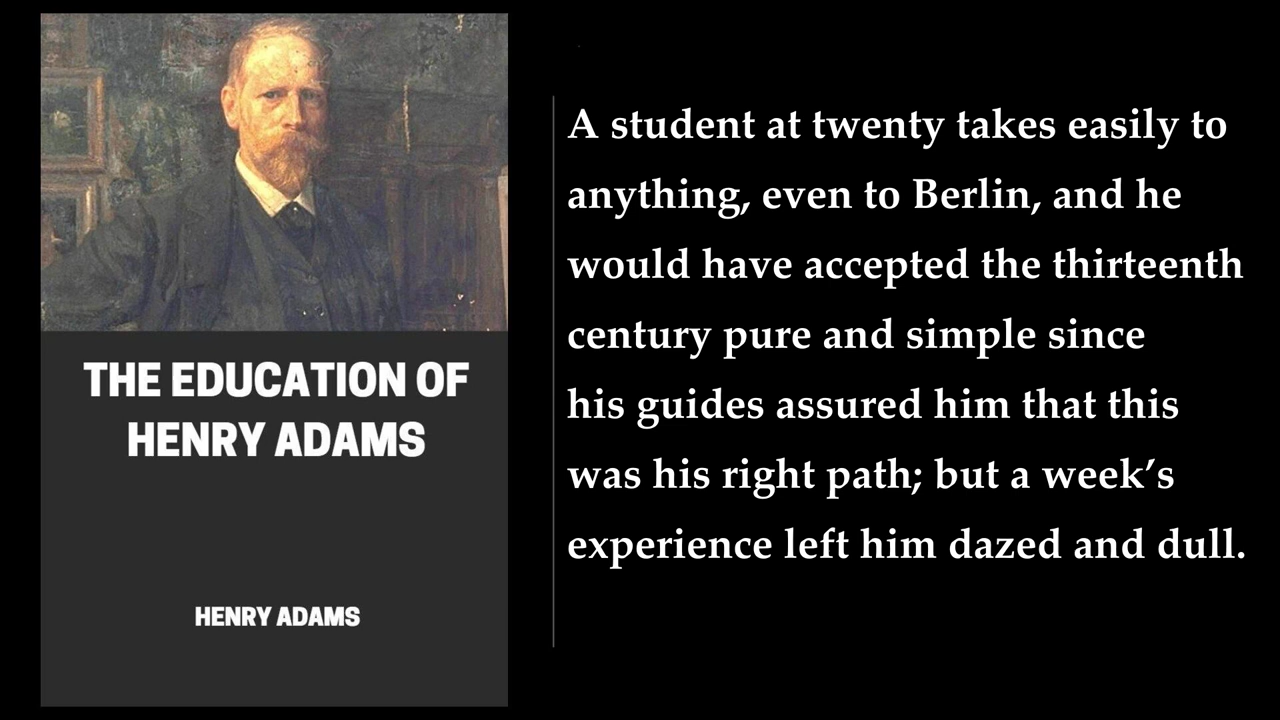 THE EDUCATION OF
HENRY ADAMS
HENRY ADAMS
A student at twenty takes easily to
anything, even to Berlin, and he
would have accepted the thirteenth
century pure and simple since
his guides assured him that this
was his right path; but a week’s
experience left him dazed and dull.